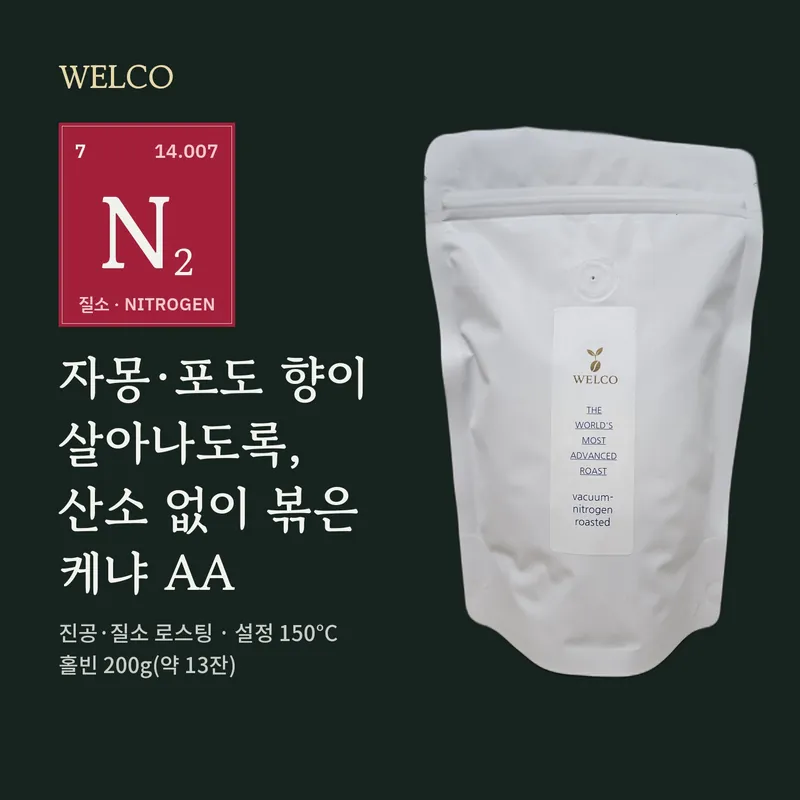 WELCO
7 14.007
N2
질소 · NITROGEN
자몽·포도 향이
살아나도록,
산소 없이 볶은
케냐 AA
진공·질소 로스팅 · 설정 150°C
홀빈 200g(약 13잔)
WELCO
THE
WORLD'S
MOST
ADVANCED
ROAST
vacuum-
nitrogen
roasted